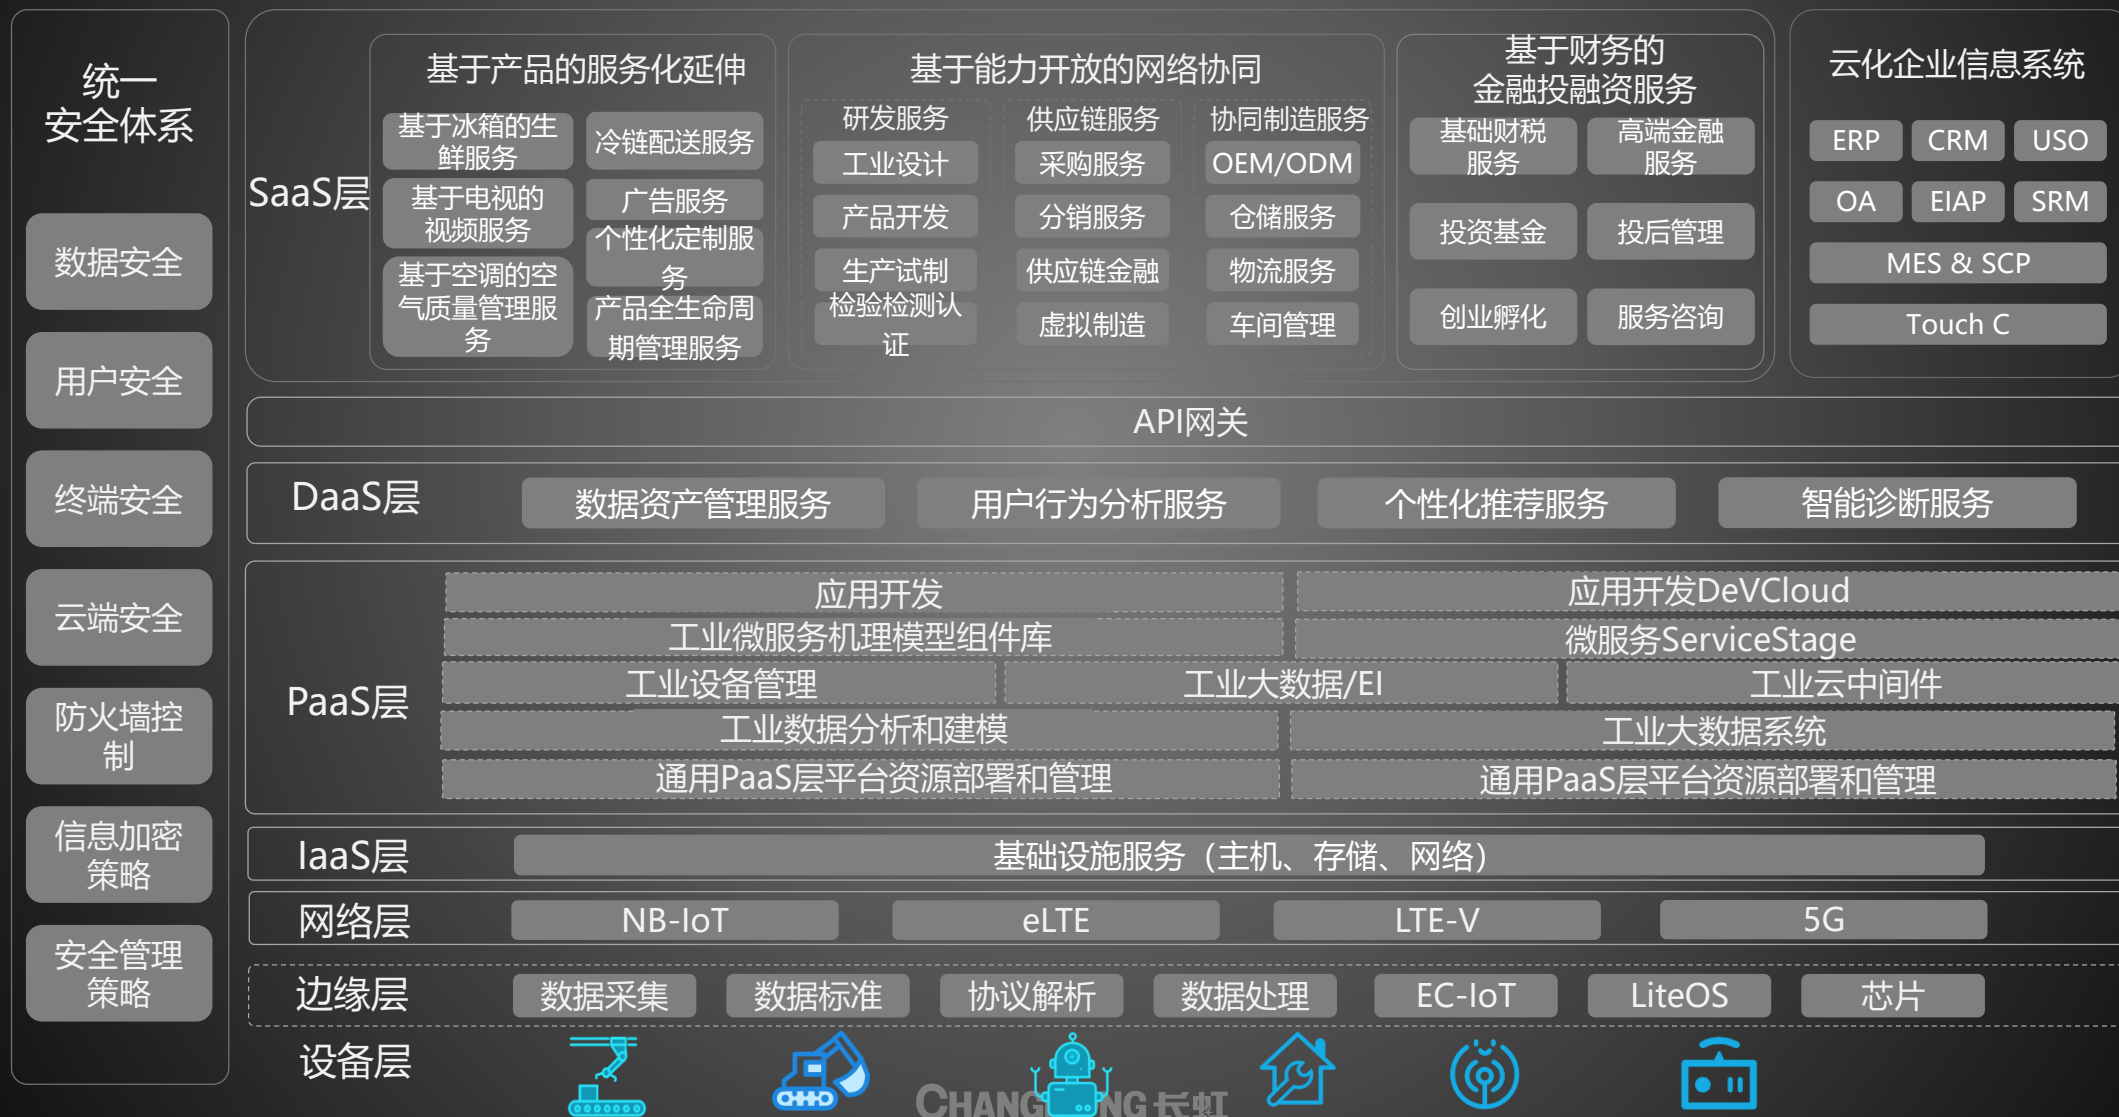 统一
安全体系
数据安全
用户安全
终端安全
云端安全
防火墙控
制
信息加密
策略
安全管理
策略
SaaS层
基于产品的服务化延伸
基于冰箱的生
鲜服务
冷链配送服务
基于电视的
视频服务
广告服务
个性化定制服
务
基于空调的空
气质量管理服
务
产品全生命周
期管理服务
基于能力开放的网络协同
研发服务
工业设计
产品开发
生产试制
检验检测认
证
供应链服务
采购服务
分销服务
供应链金融
虚拟制造
协同制造服务
OEM/ODM
仓储服务
物流服务
车间管理
基于财务的
金融投融资服务
基础财税
服务
高端金融
服务
投资基金
投后管理
创业孵化
服务咨询
云化企业信息系统
ERP
CRM
USO
OA
EIAP
SRM
MES & SCP
Touch C
API网关
DaaS层
数据资产管理服务
用户行为分析服务
个性化推荐服务
智能诊断服务
PaaS层
应用开发
应用开发DeVCloud
工业微服务机理模型组件库
微服务ServiceStage
工业设备管理
工业大数据/EI
工业云中间件
工业数据分析和建模
工业大数据系统
通用PaaS层平台资源部署和管理
通用PaaS层平台资源部署和管理
IaaS层
基础设施服务（主机、存储、网络）
网络层
NB-IoT
eLTE
LTE-V
5G
边缘层
数据采集
数据标准
协议解析
数据处理
EC-IoT
LiteOS
芯片
设备层
长虹